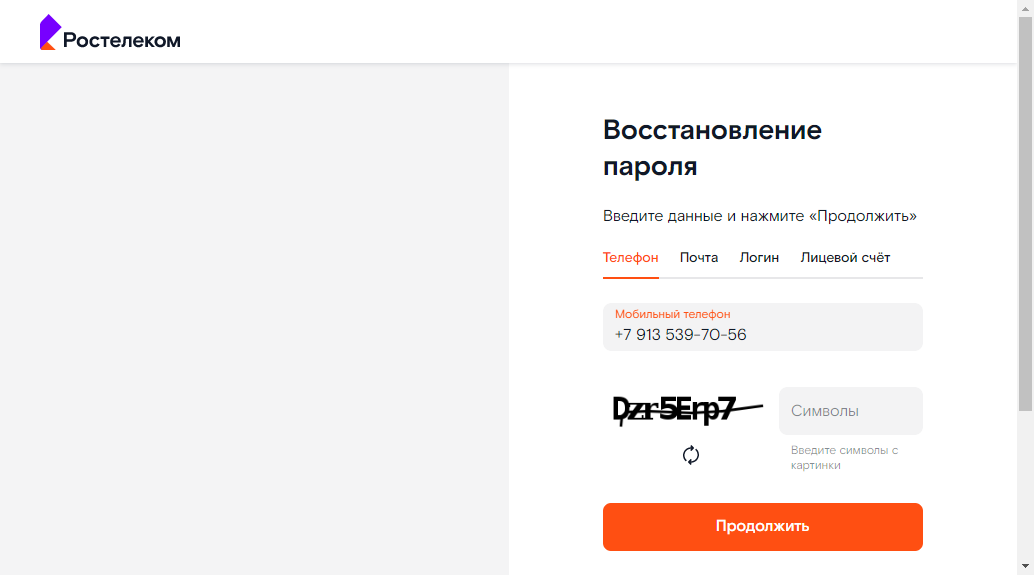 Ростелеком
Восстановление
пароля
Введите данные и нажмите «Продолжить»
Телефон Почта Логин Лицевой счёт
Мобильный телефон
+7 913 539-70-56
Dzr5Erp7
Символы
Введите символы с
картинки
Продолжить